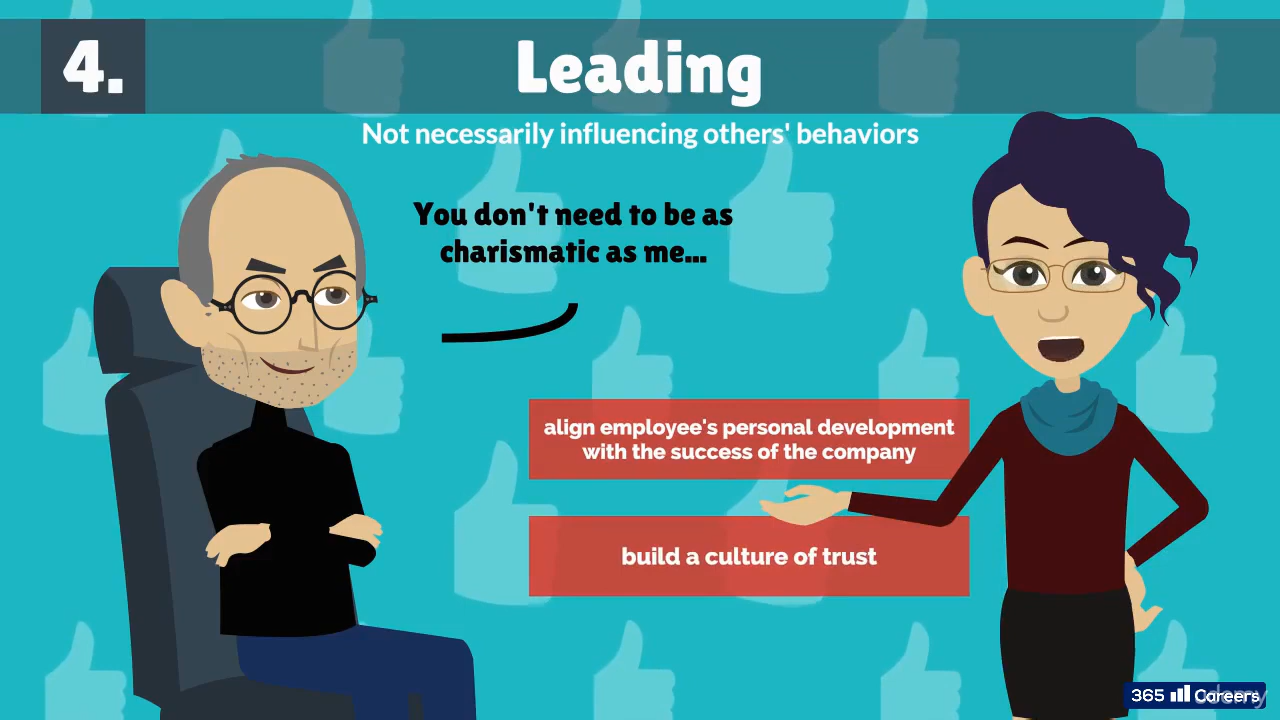 4.
Leading
Not necessarily influencing others' behaviors
You don't need to be as
charismatic as me...
align employee's personal development
with the success of the company
build a culture of trust
365 Careers
udemy